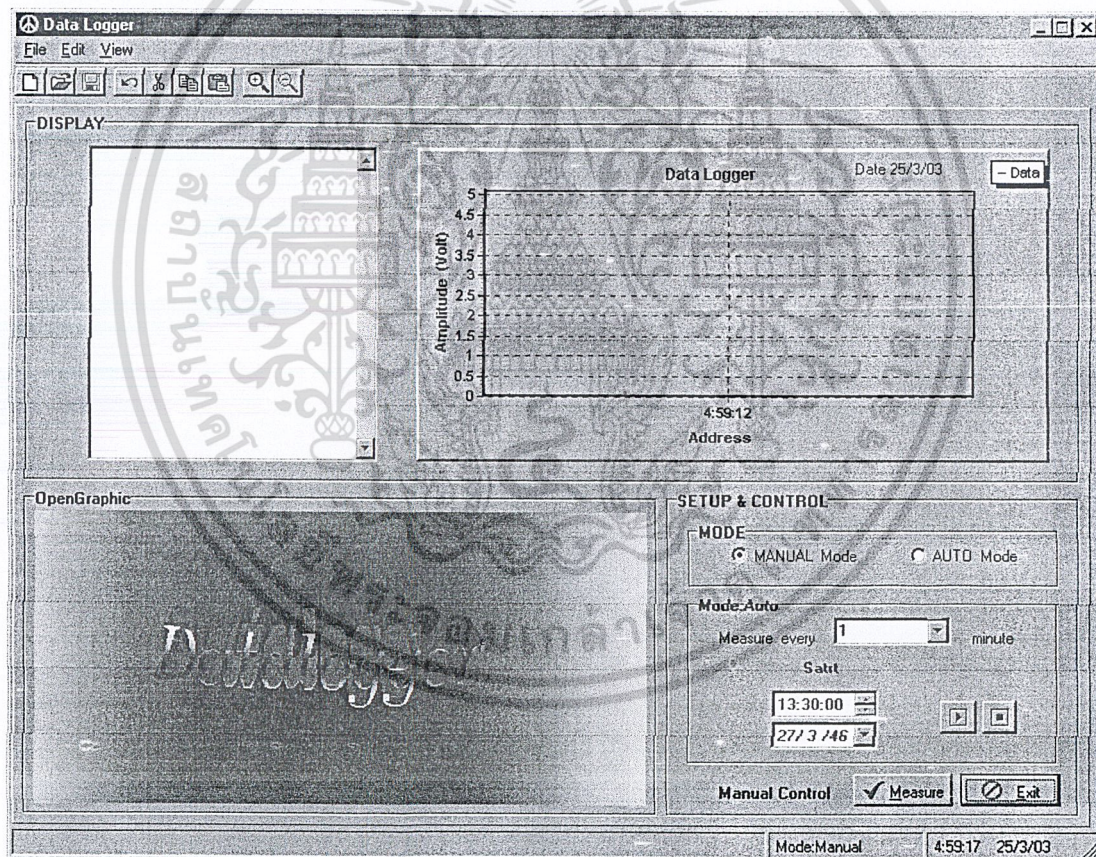 Data Logger
File Edit View
DISPLAY
Data Logger
Date 25/3/03
Data
Amplitude (Volt)
5
4.5
4
3.5
3
2.5
2
1.5
1
0.5
0
4:59:12
Address
OpenGraphic
Datalogger
SETUP & CONTROL
MODE
MANUAL Mode AUTO Mode
Mode:Auto
Measure every 1 minute
Satrt
13:30:00
27/ 3 /46
Manual Control Measure Exit
Mode:Manual 4:59:17 25/3/03